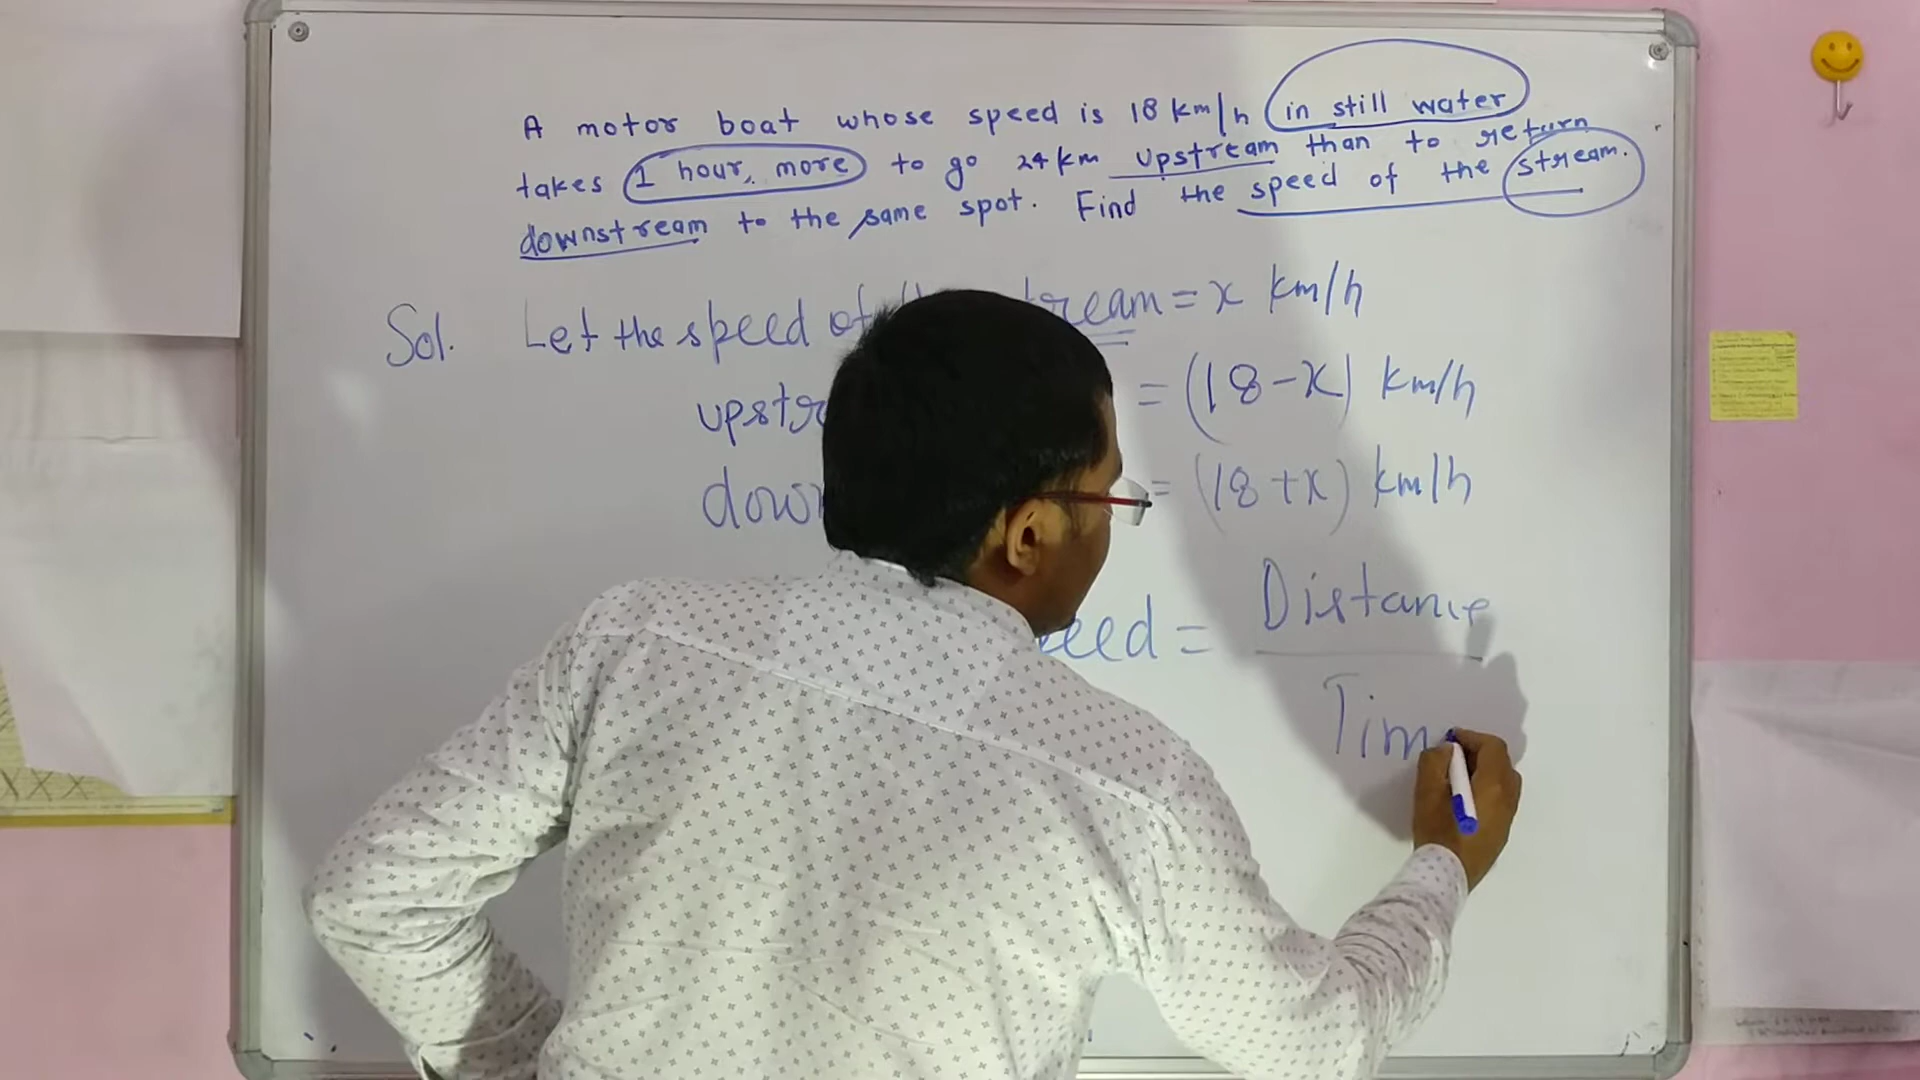 A motor boat whose speed is 18 km/h in still water
takes 1 hour, more to go 24 km upstream than to return
downstream to the same spot. Find the speed of the stream.
Sol. Let the speed of stream = x km/h
upstr = (18-x) km/h
down = (18+x) km/h
eed = Distance
Tim